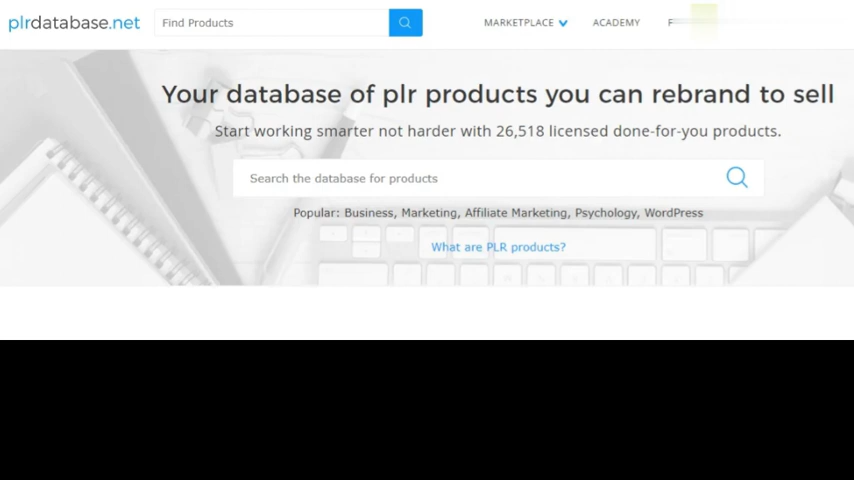 plrdatabase.net
Find Products
MARKETPLACE
ACADEMY
Your database of plr products you can rebrand to sell
Start working smarter not harder with 26,518 licensed done-for-you products.
Search the database for products
Popular: Business, Marketing, Affiliate Marketing, Psychology, WordPress
What are PLR products?